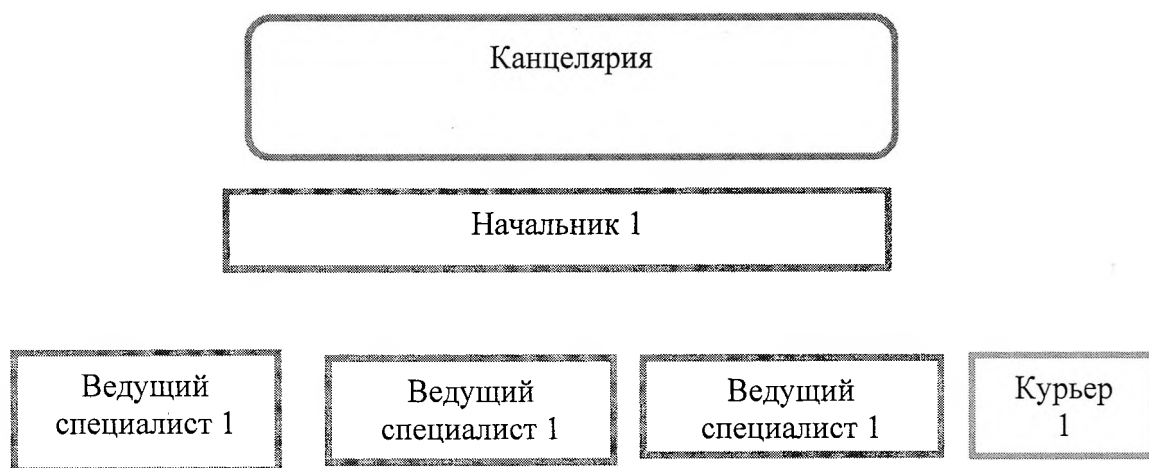 Канцелярия
Начальник 1
Ведущий
специалист 1
Ведущий
специалист 1
Ведущий
специалист 1
Курьер
1